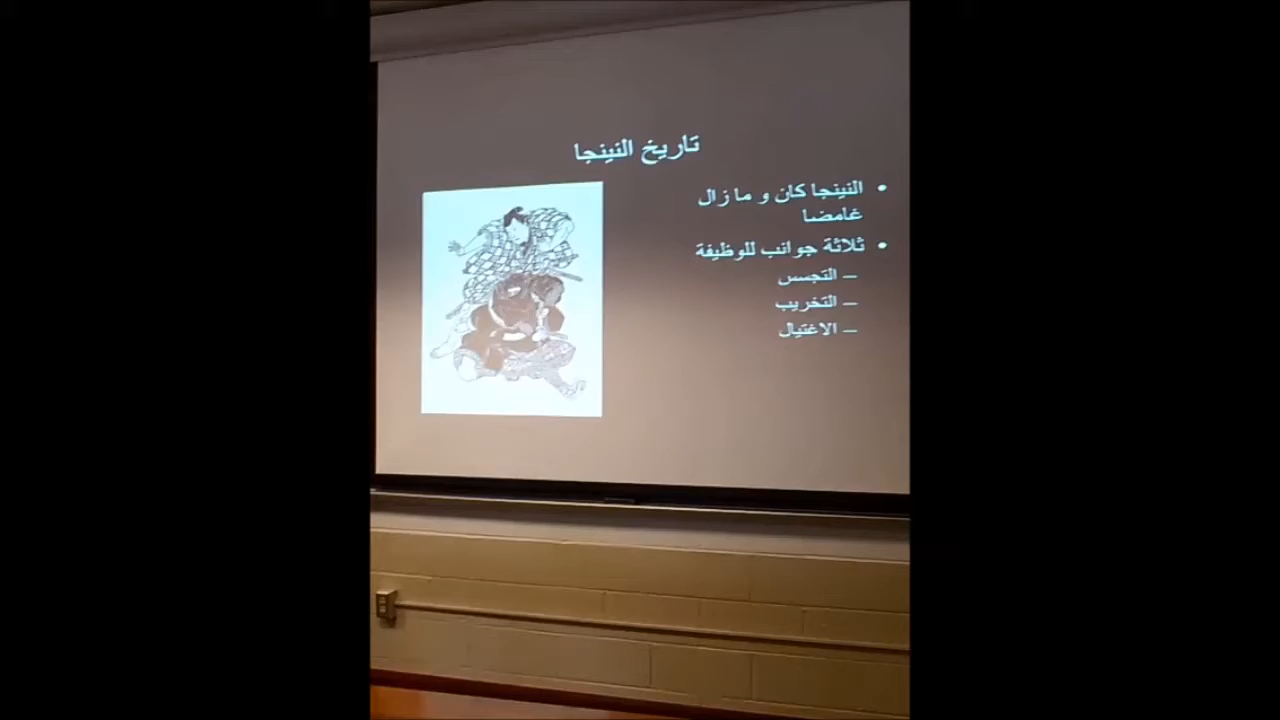 تاريخ النينجا
• النينجا كان و ما زال
غامضا
• ثلاثة جوانب للوظيفة
– التجسس
– التخريب
– الاغتيال